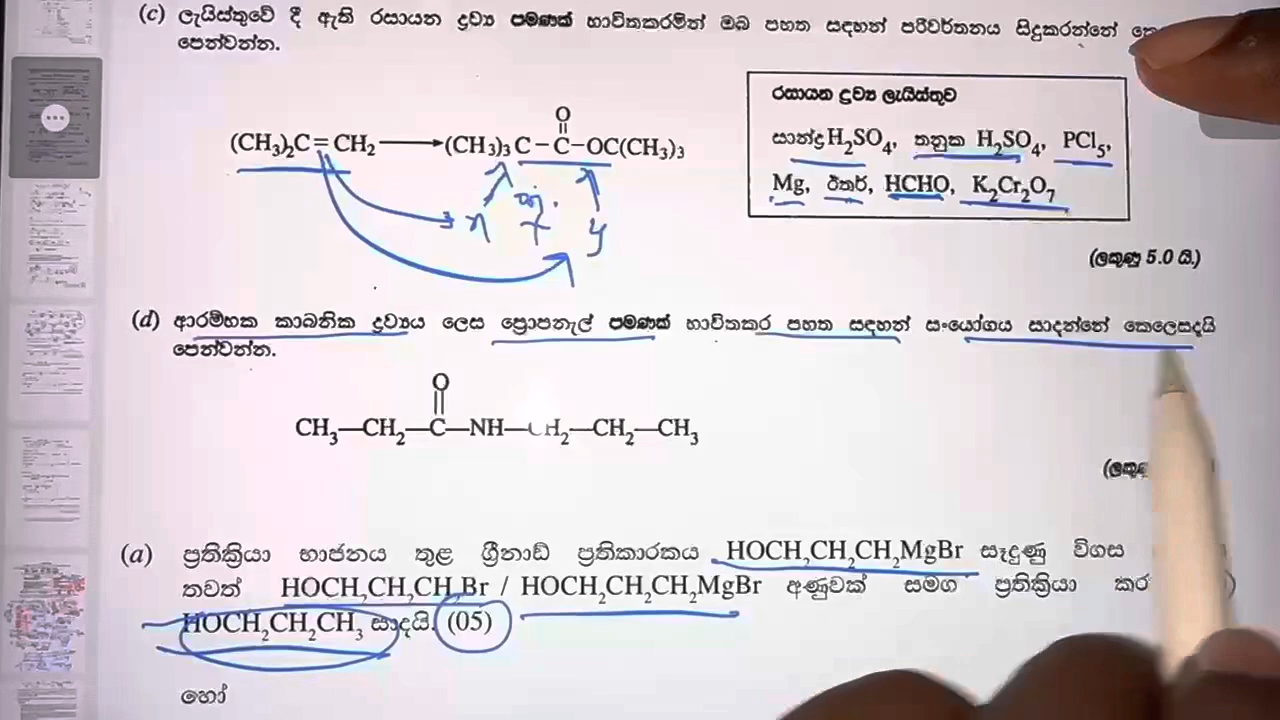 (c) ලැයිස්තුවේ දී ඇති රසායන ද්‍රව්‍ය පමණක් භාවිතකරමින් ඔබ පහත සඳහන් පරිවර්තනය සිදුකරන්නේ
පෙන්වන්න.
රසායන ද්‍රව්‍ය ලැයිස්තුව
සාන්ද්‍ර H₂SO₄, තනුක H₂SO₄, PCl₅,
Mg, ඊතර්, HCHO, K₂Cr₂O₇
O
(CH₃)₂C=CH₂ → (CH₃)₃C–C–OC(CH₃)₃
x + y
(ලකුණු 5.0 යි.)
(d) ආරම්භක කාබනික ද්‍රව්‍යය ලෙස ප්‍රොපනැල් පමණක් භාවිතකර පහත සඳහන් සංයෝගය සාදන්නේ කෙලෙසදැයි
පෙන්වන්න.
O
CH₃—CH₂—C—NH—CH₂—CH₂—CH₃
(a) ප්‍රතික්‍රියා භාජනය තුළ ග්‍රීනාඩ් ප්‍රතිකාරකය HOCH₂CH₂CH₂MgBr සෑදුණු විගස
තවත් HOCH₂CH₂CH₂Br / HOCH₂CH₂CH₂MgBr අණුවක් සමග ප්‍රතික්‍රියා කර
HOCH₂CH₂CH₃ සාදයි. (05)
හෝ